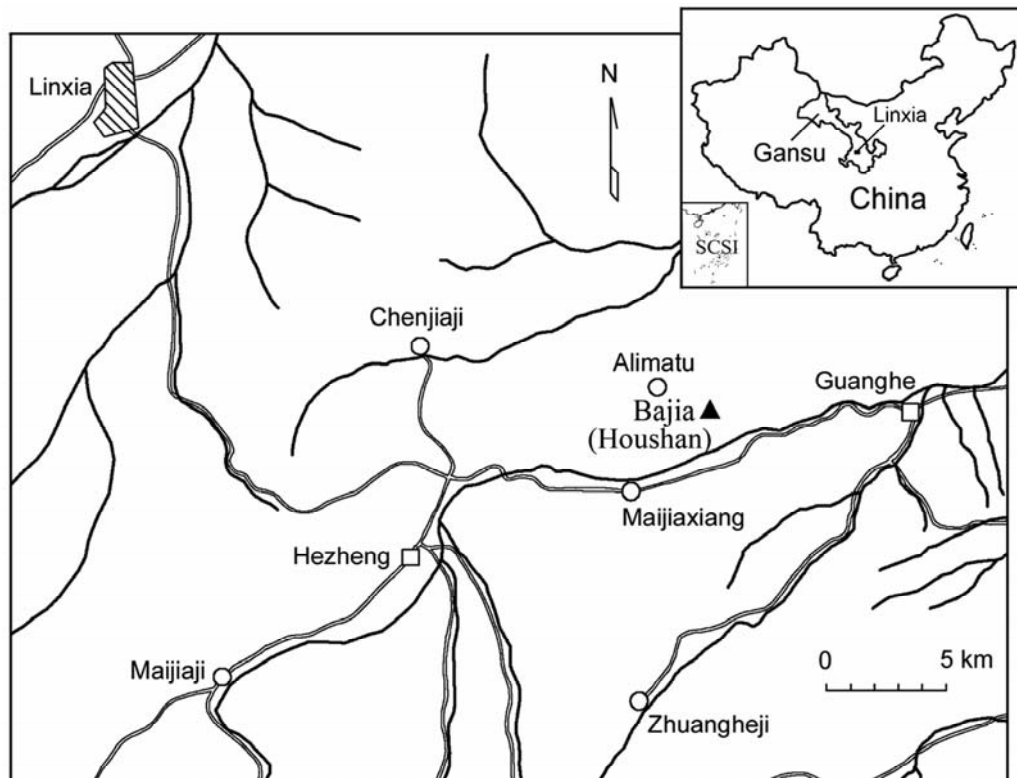 Linxia
N
Linxia
Gansu
China
SCSI
Chenjiaji
Alimatu
Guanghe
Bajia
(Houshan)
Maijiaxiang
Hezheng
Maijiaji
0 5 km
Zhuangheji